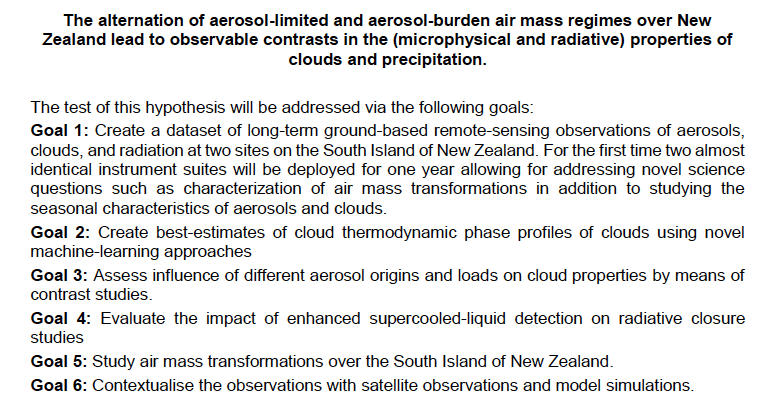 The alternation of aerosol-limited and aerosol-burden air mass regimes over New
Zealand lead to observable contrasts in the (microphysical and radiative) properties of
clouds and precipitation.
The test of this hypothesis will be addressed via the following goals:
Goal 1: Create a dataset of long-term ground-based remote-sensing observations of aerosols,
clouds, and radiation at two sites on the South Island of New Zealand. For the first time two almost
identical instrument suites will be deployed for one year allowing for addressing novel science
questions such as characterization of air mass transformations in addition to studying the
seasonal characteristics of aerosols and clouds.
Goal 2: Create best-estimates of cloud thermodynamic phase profiles of clouds using novel
machine-learning approaches
Goal 3: Assess influence of different aerosol origins and loads on cloud properties by means of
contrast studies.
Goal 4: Evaluate the impact of enhanced supercooled-liquid detection on radiative closure
studies
Goal 5: Study air mass transformations over the South Island of New Zealand.
Goal 6: Contextualise the observations with satellite observations and model simulations.